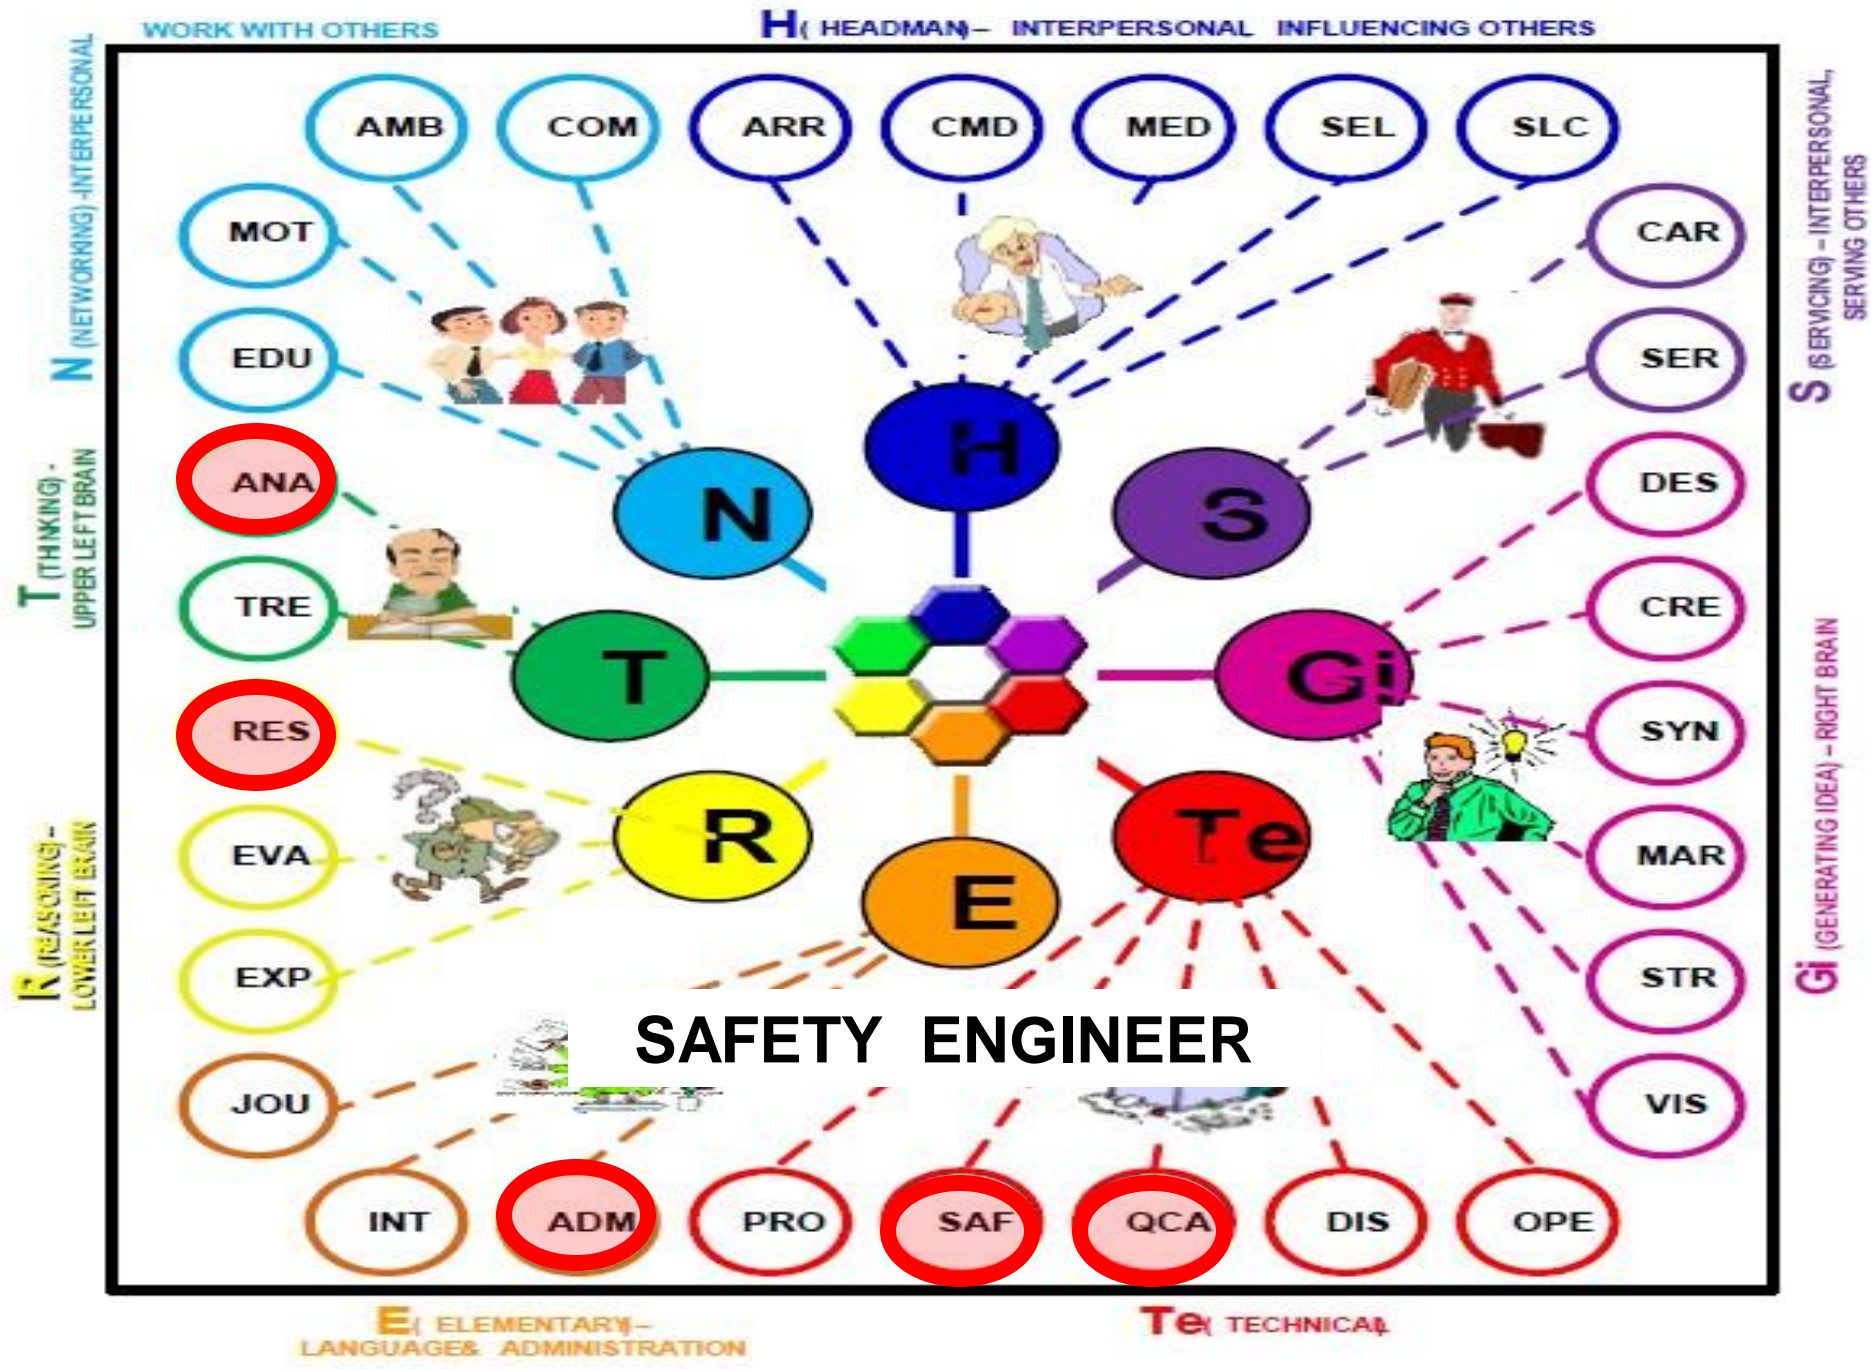 WORK WITH OTHERS
H( HEADMAN)– INTERPERSONAL INFLUENCING OTHERS
N (NETWORKING) -INTERPERSONAL
T (THINKING) -
UPPPER LEFT BRAIN
R (REASONING) –
LOWER LEFT BRAIN
AMB
COM
ARR
CMD
MED
SEL
SLC
MOT
EDU
ANA
TRE
RES
EVA
EXP
JOU
INT
ADM
PRO
SAF
QCA
DIS
OPE
CAR
SER
DES
CRE
SYN
MAR
STR
VIS
N
H
S
T
Gi
R
E
Te
SAFETY ENGINEER
S (SERVICING) – INTERPERSONAL,
SERVING OTHERS
Gi (GENERATING IDEA) – RIGHT BRAIN
E( ELEMENTARY)–
LANGUAGE& ADMINISTRATION
Te( TECHNICAL)